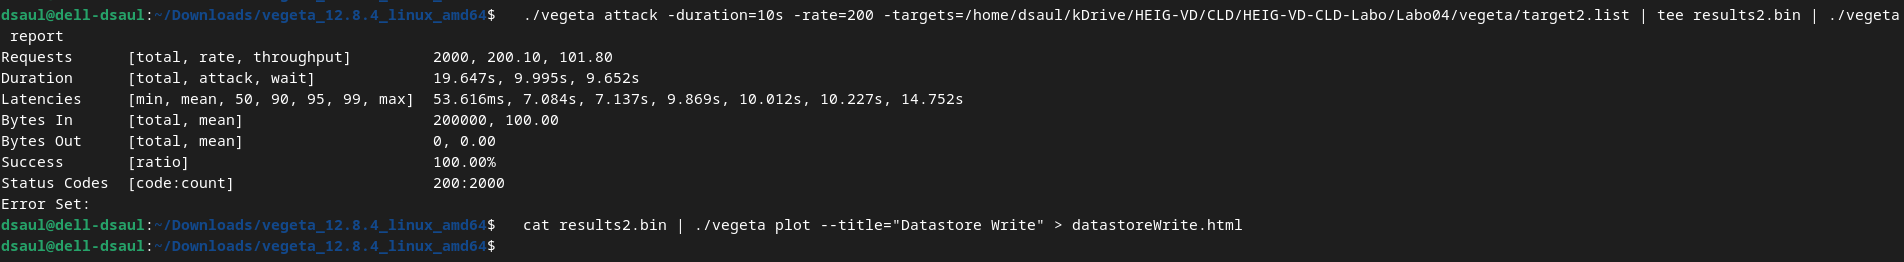 dsaul@dell-dsaul:~/Downloads/vegeta_12.8.4_linux_amd64$   ./vegeta attack -duration=10s -rate=200 -targets=/home/dsaul/kDrive/HEIG-VD/CLD/HEIG-VD-CLD-Labo/Labo04/vegeta/target2.list | tee results2.bin | ./vegeta
 report
Requests      [total, rate, throughput]         2000, 200.10, 101.80
Duration      [total, attack, wait]             19.647s, 9.995s, 9.652s
Latencies     [min, mean, 50, 90, 95, 99, max]  53.616ms, 7.084s, 7.137s, 9.869s, 10.012s, 10.227s, 14.752s
Bytes In      [total, mean]                     200000, 100.00
Bytes Out     [total, mean]                     0, 0.00
Success       [ratio]                           100.00%
Status Codes  [code:count]                      200:2000
Error Set:
dsaul@dell-dsaul:~/Downloads/vegeta_12.8.4_linux_amd64$   cat results2.bin | ./vegeta plot --title="Datastore Write" > datastoreWrite.html
dsaul@dell-dsaul:~/Downloads/vegeta_12.8.4_linux_amd64$